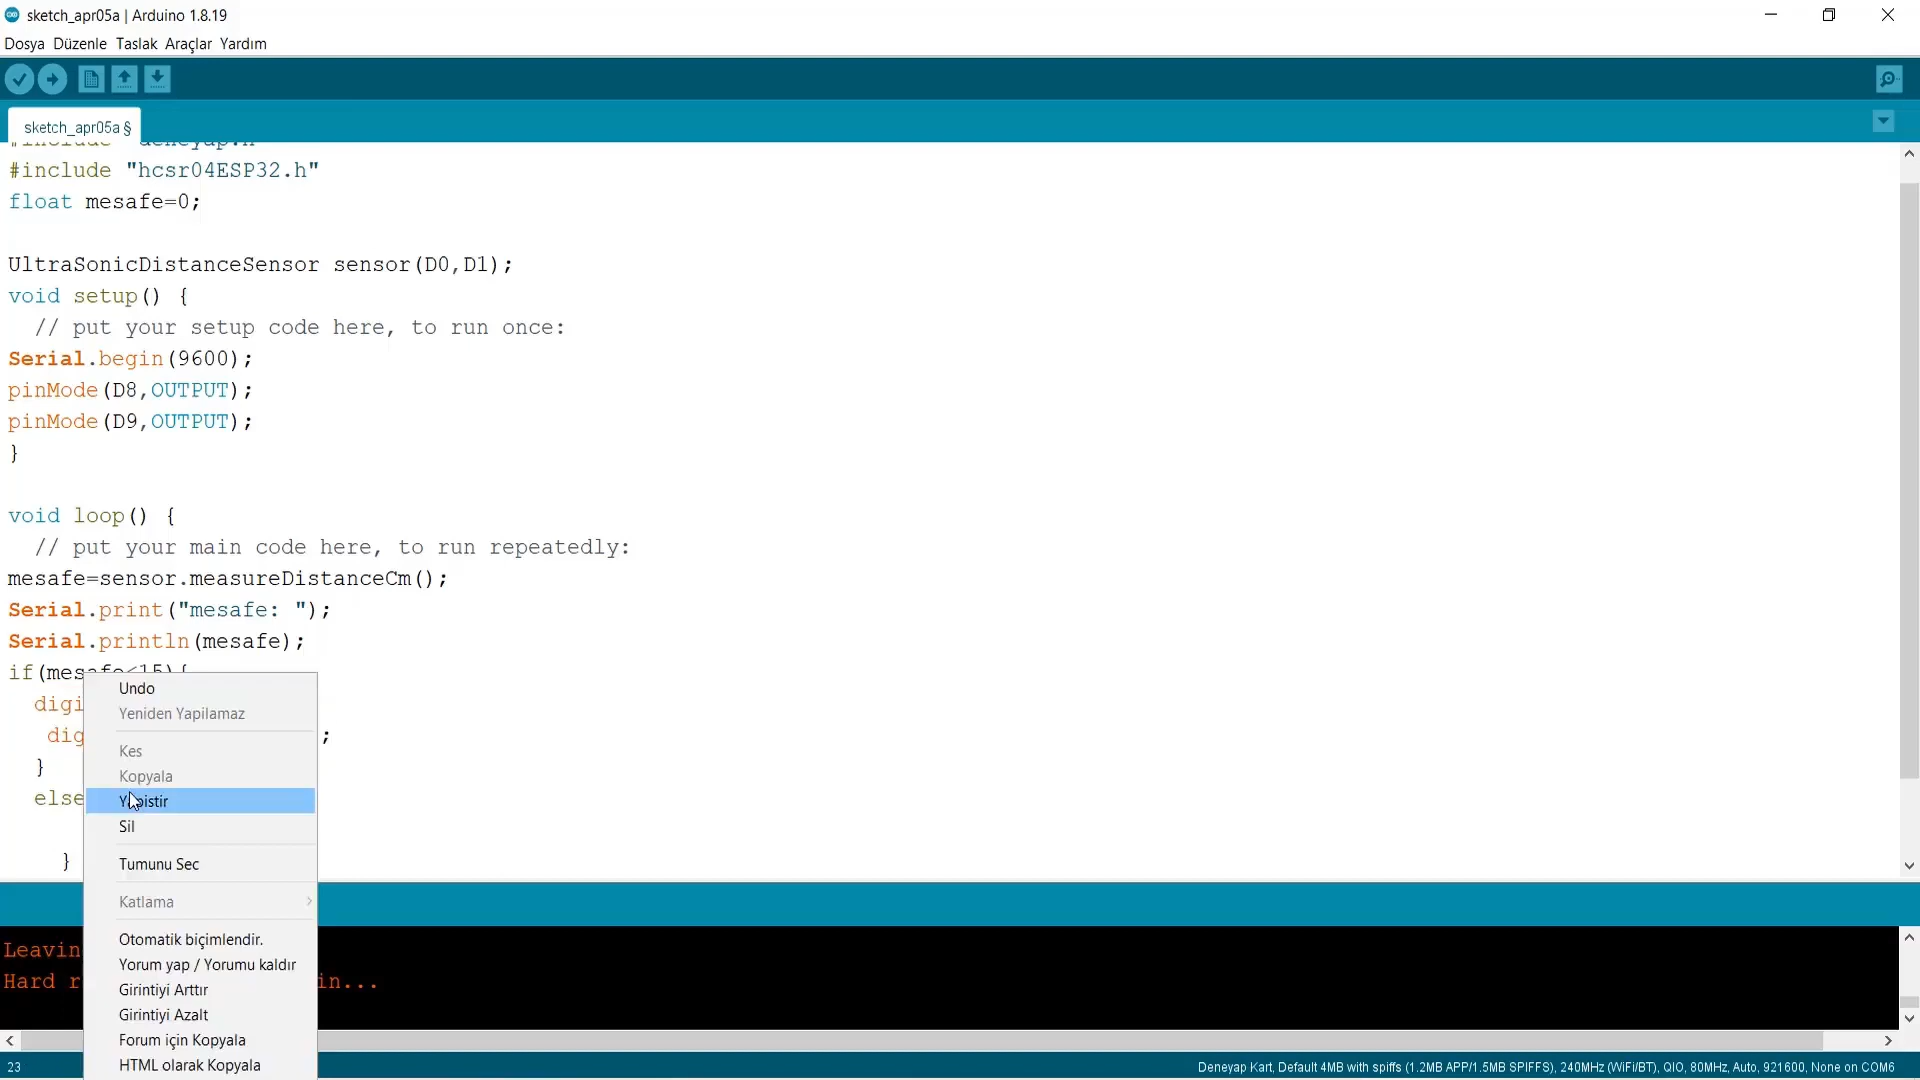 sketch_apr05a | Arduino 1.8.19
Dosya Düzenle Taslak Araçlar Yardım
sketch_apr05a §
#include "deneyap.h"
#include "hcsr04ESP32.h"
float mesafe=0;
UltraSonicDistanceSensor sensor(D0,D1);
void setup() {
// put your setup code here, to run once:
Serial.begin(9600);
pinMode(D8,OUTPUT);
pinMode(D9,OUTPUT);
}
void loop() {
// put your main code here, to run repeatedly:
mesafe=sensor.measureDistanceCm();
Serial.print("mesafe: ");
Serial.println(mesafe);
if(mesafe<15){
digi
dig ;
}
else
}
Undo
Yeniden Yapilamaz
Kes
Kopyala
Yapistir
Sil
Tumunu Sec
Katlama
Otomatik biçimlendir.
Yorum yap / Yorumu kaldır
Girintiyi Arttır
Girintiyi Azalt
Forum için Kopyala
HTML olarak Kopyala
Leavin
Hard r in...
23
Deneyap Kart, Default 4MB with spiffs (1.2MB APP/1.5MB SPIFFS), 240MHz (WiFi/BT), QIO, 80MHz, Auto, 921600, None on COM6